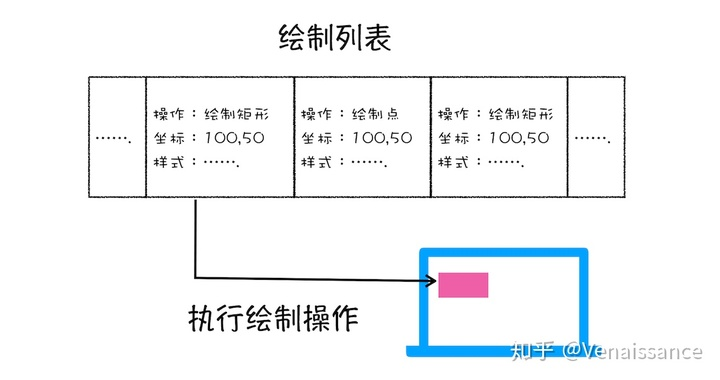 绘制列表
操作：绘制矩形
坐标：100,50
样式：…….
操作：绘制点
坐标：100,50
样式：…….
操作：绘制矩形
坐标：100,50
样式：…….
…….
…….
执行绘制操作
知乎 @Venaissance